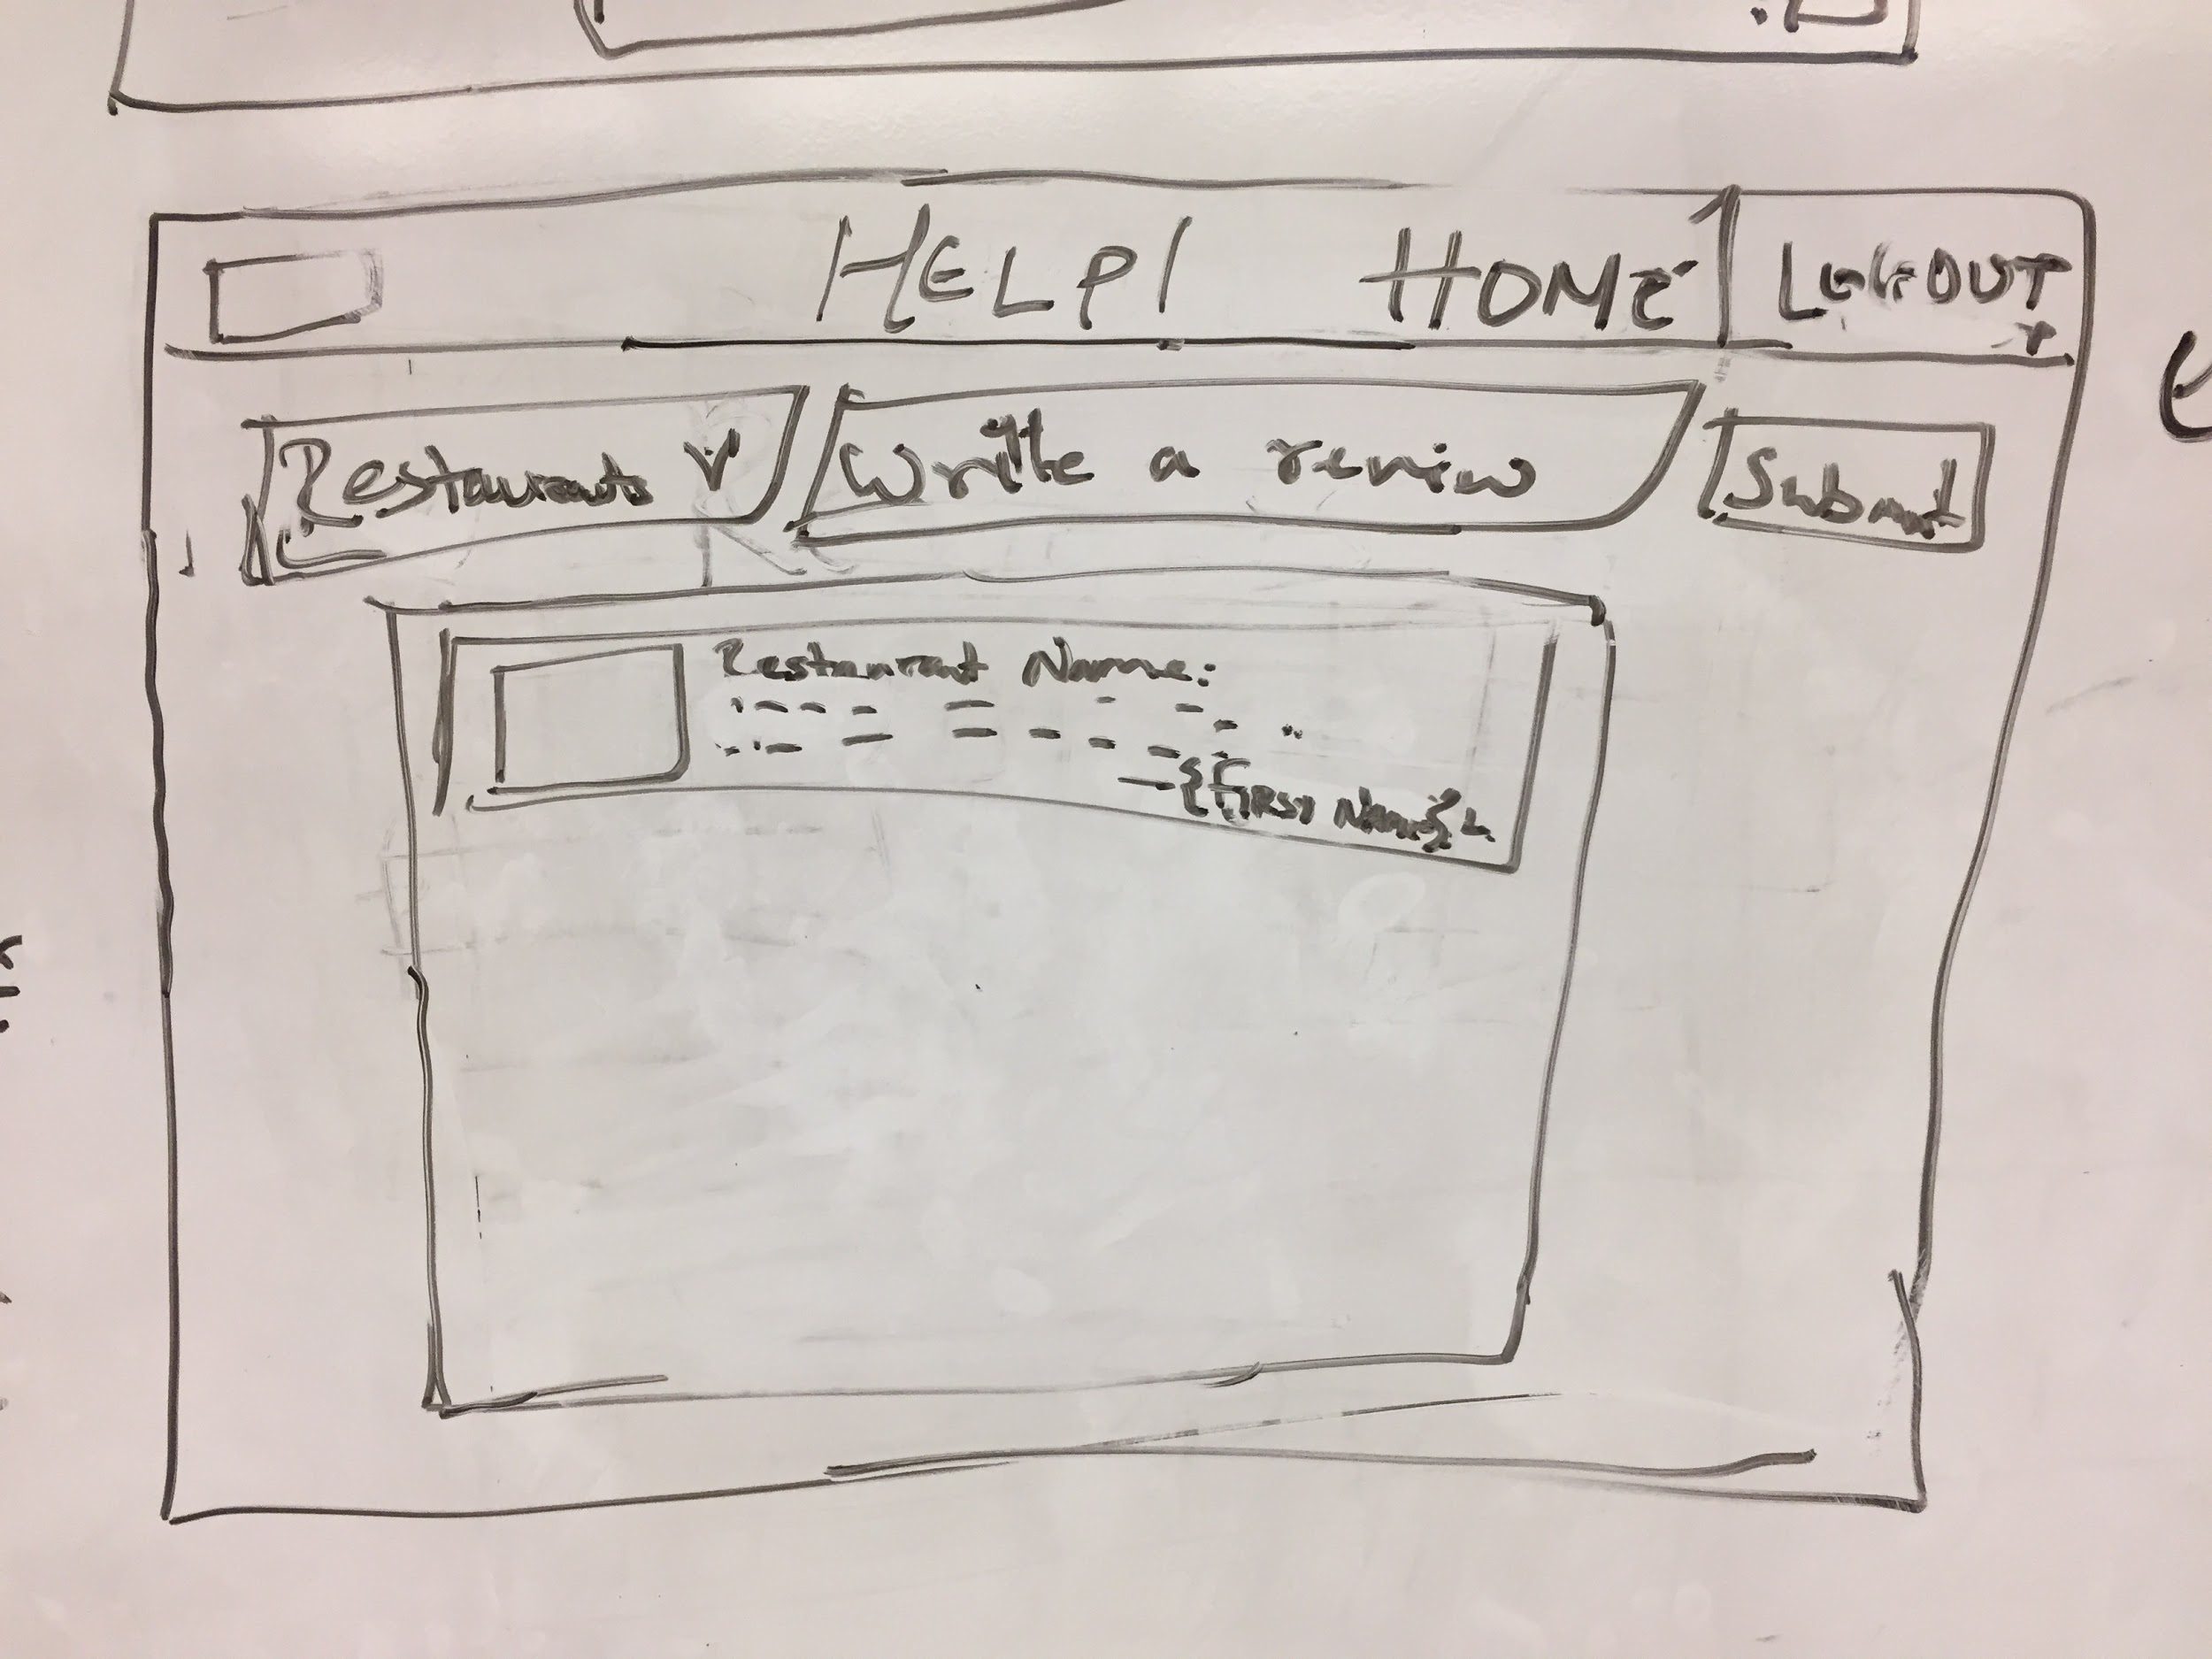 HELP! HOME LOGOUT
Restaurants V Write a review Submit
Restaurant Name:
- {First Name}